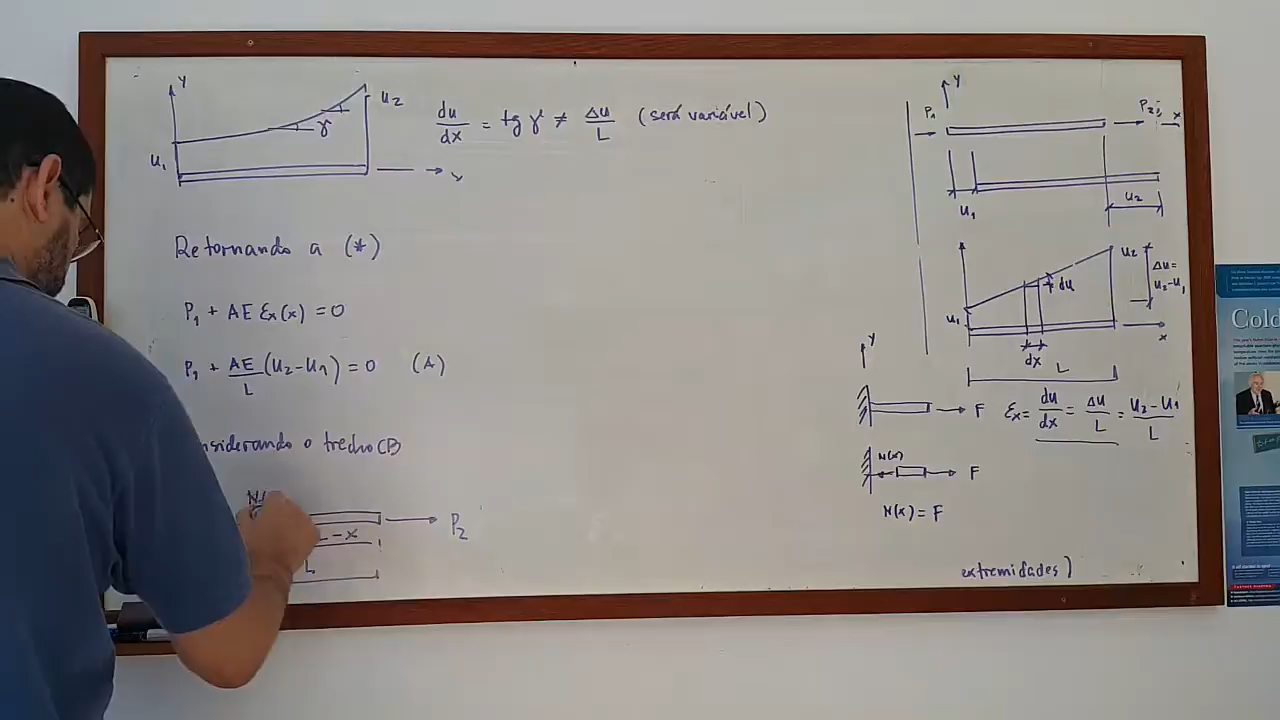 y
u₂
γ
u₁
x
du/dx = tg γ ≠ Δu/L (será variável)
Retornando a (*)
P₁ + AE εx(x) = 0
P₁ + AE/L (u₂ – u₁) = 0 (A)
nsiderando o trecho CB
N(
L – x
P₂
L
y
P₁
P₂
x
u₁
u₂
u₂
Δu = u₂ – u₁
du
u₁
x
dx
L
y
F
εx = du/dx = Δu/L = u₂ – u₁/L
N(x)
F
N(x) = F
extremidades)
Cold